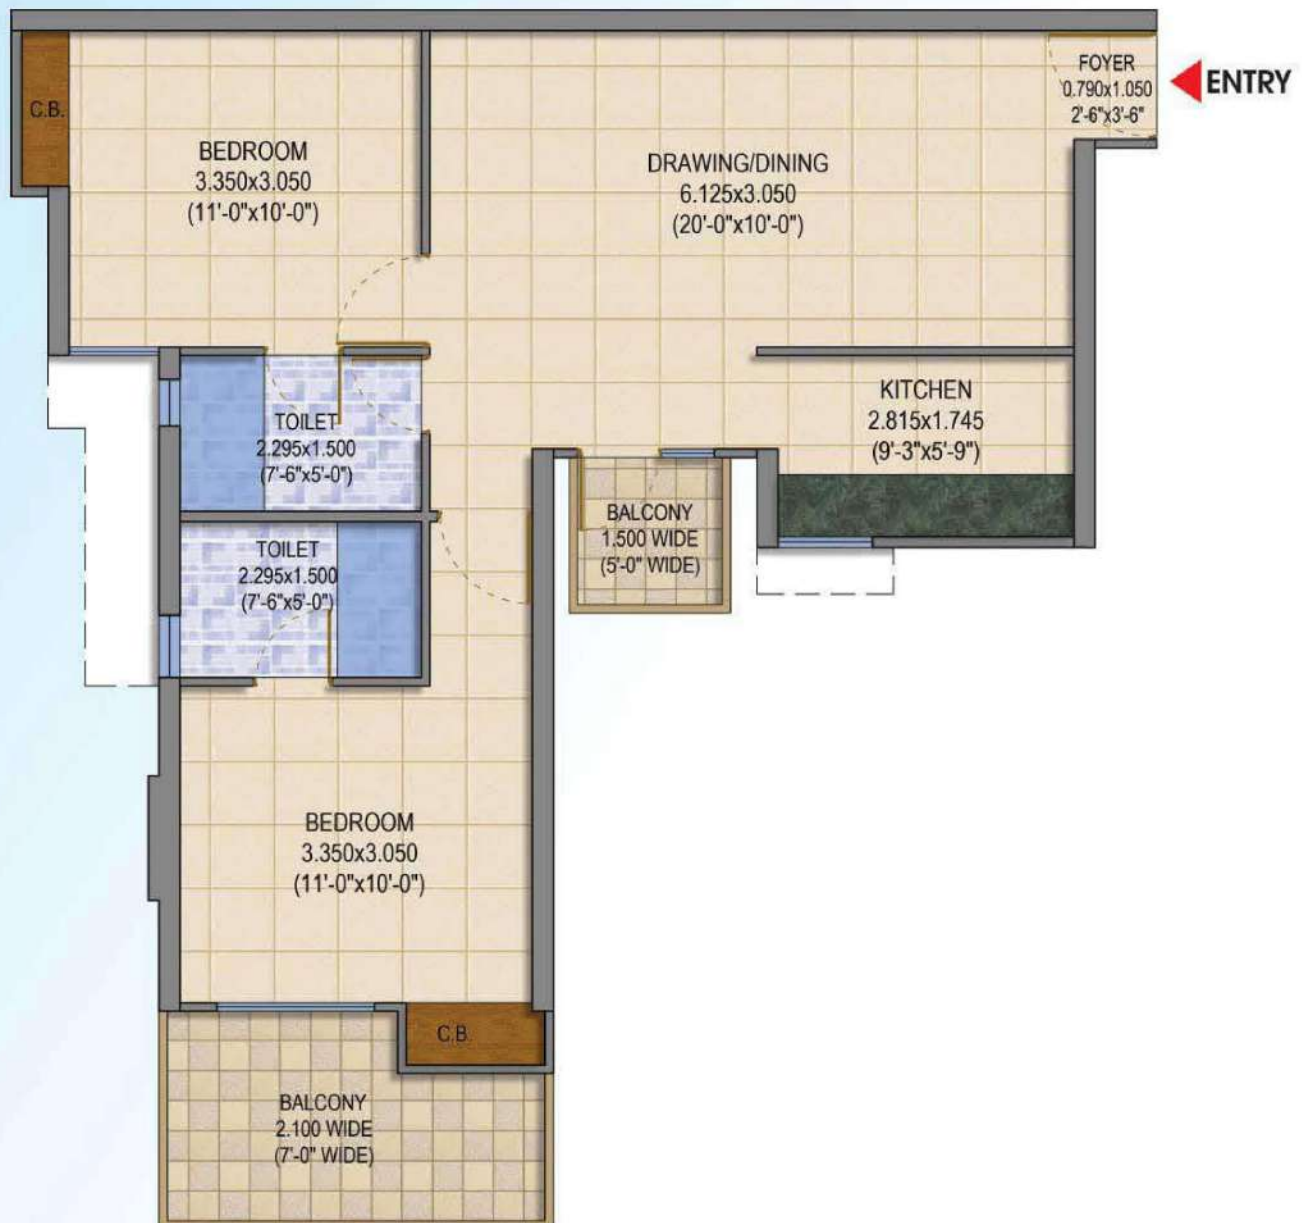 FOYER
0.790x1.050
2'-6"x3'-6"
ENTRY
C.B.
BEDROOM
3.350x3.050
(11'-0"x10'-0")
DRAWING/DINING
6.125x3.050
(20'-0"x10'-0")
KITCHEN
2.815x1.745
(9'-3"x5'-9")
TOILET
2.295x1.500
(7'-6"x5'-0")
BALCONY
1.500 WIDE
(5'-0" WIDE)
TOILET
2.295x1.500
(7'-6"x5'-0")
BEDROOM
3.350x3.050
(11'-0"x10'-0")
C.B.
BALCONY
2.100 WIDE
(7'-0" WIDE)